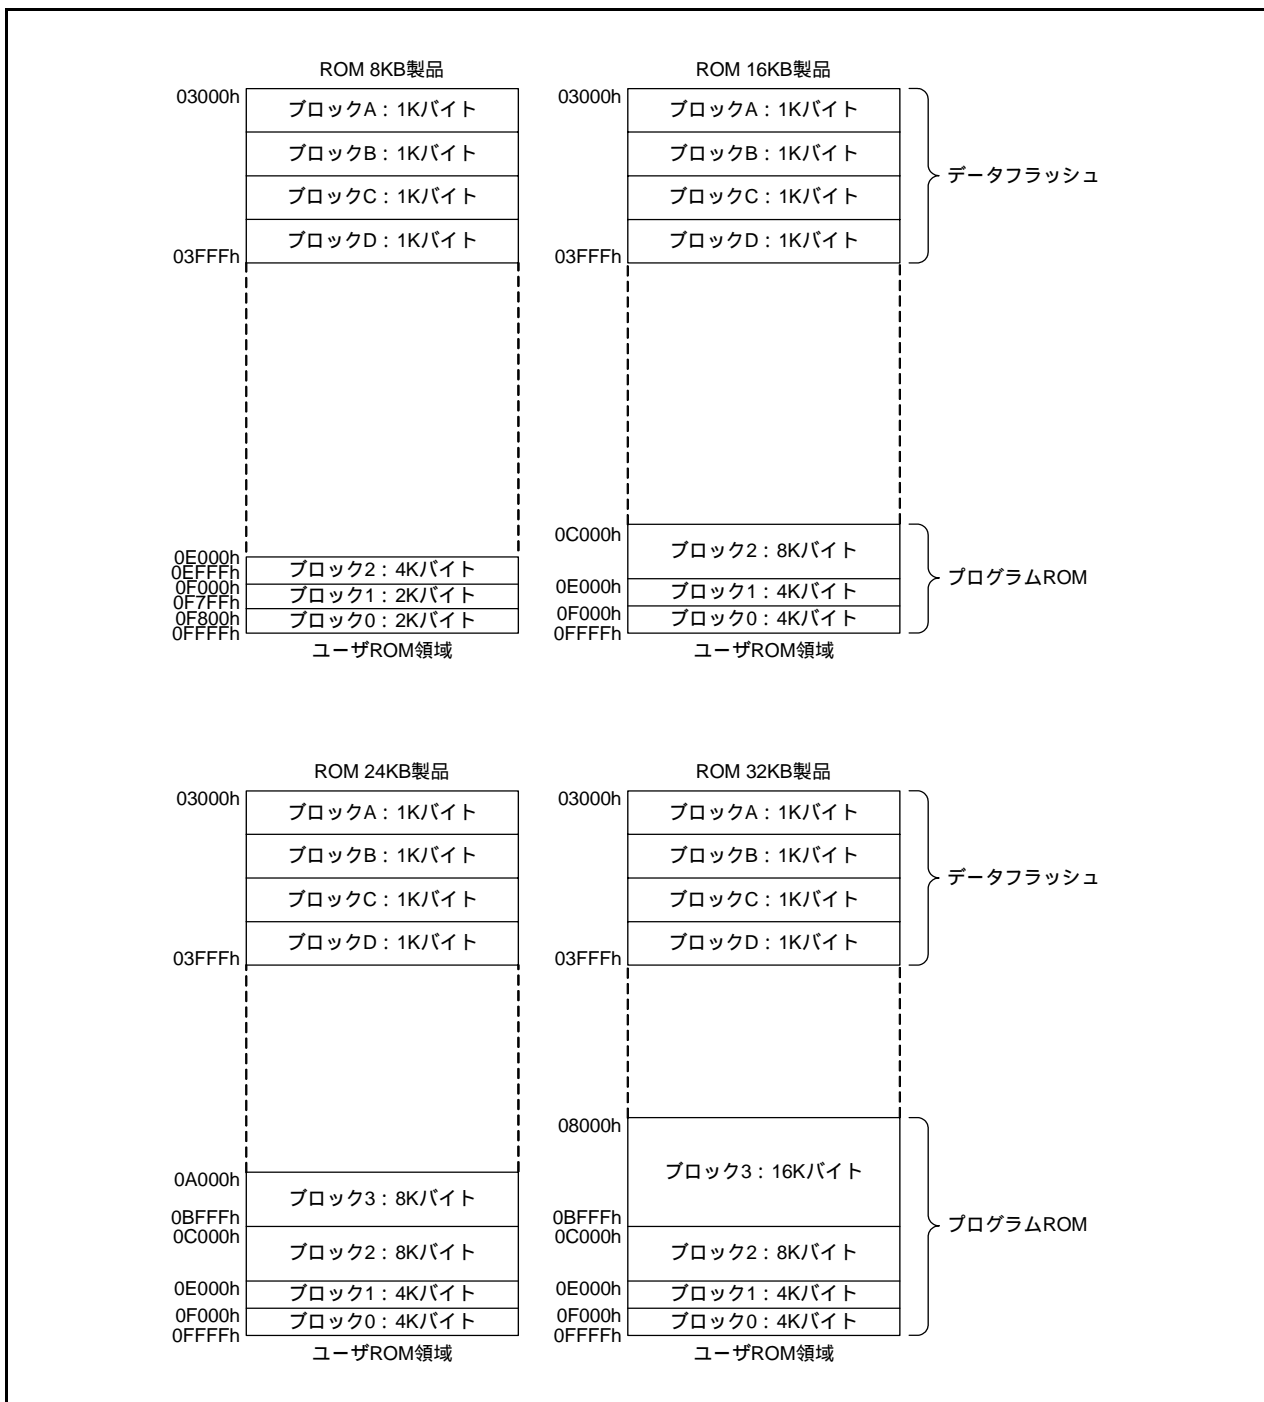 ROM 8KB製品
03000h
ブロックA：1Kバイト
ブロックB：1Kバイト
ブロックC：1Kバイト
ブロックD：1Kバイト
03FFFh
0E000h
0EFFFh
ブロック2：4Kバイト
0F000h
0F7FFh
ブロック1：2Kバイト
0F800h
0FFFFh
ブロック0：2Kバイト
ユーザROM領域
ROM 16KB製品
03000h
ブロックA：1Kバイト
ブロックB：1Kバイト
ブロックC：1Kバイト
ブロックD：1Kバイト
03FFFh
データフラッシュ
0C000h
ブロック2：8Kバイト
0E000h
ブロック1：4Kバイト
0F000h
ブロック0：4Kバイト
0FFFFh
プログラムROM
ユーザROM領域
ROM 24KB製品
03000h
ブロックA：1Kバイト
ブロックB：1Kバイト
ブロックC：1Kバイト
ブロックD：1Kバイト
03FFFh
0A000h
ブロック3：8Kバイト
0BFFFh
0C000h
ブロック2：8Kバイト
0E000h
ブロック1：4Kバイト
0F000h
ブロック0：4Kバイト
0FFFFh
ユーザROM領域
ROM 32KB製品
03000h
ブロックA：1Kバイト
ブロックB：1Kバイト
ブロックC：1Kバイト
ブロックD：1Kバイト
03FFFh
データフラッシュ
08000h
ブロック3：16Kバイト
0BFFFh
0C000h
ブロック2：8Kバイト
0E000h
ブロック1：4Kバイト
0F000h
ブロック0：4Kバイト
0FFFFh
プログラムROM
ユーザROM領域